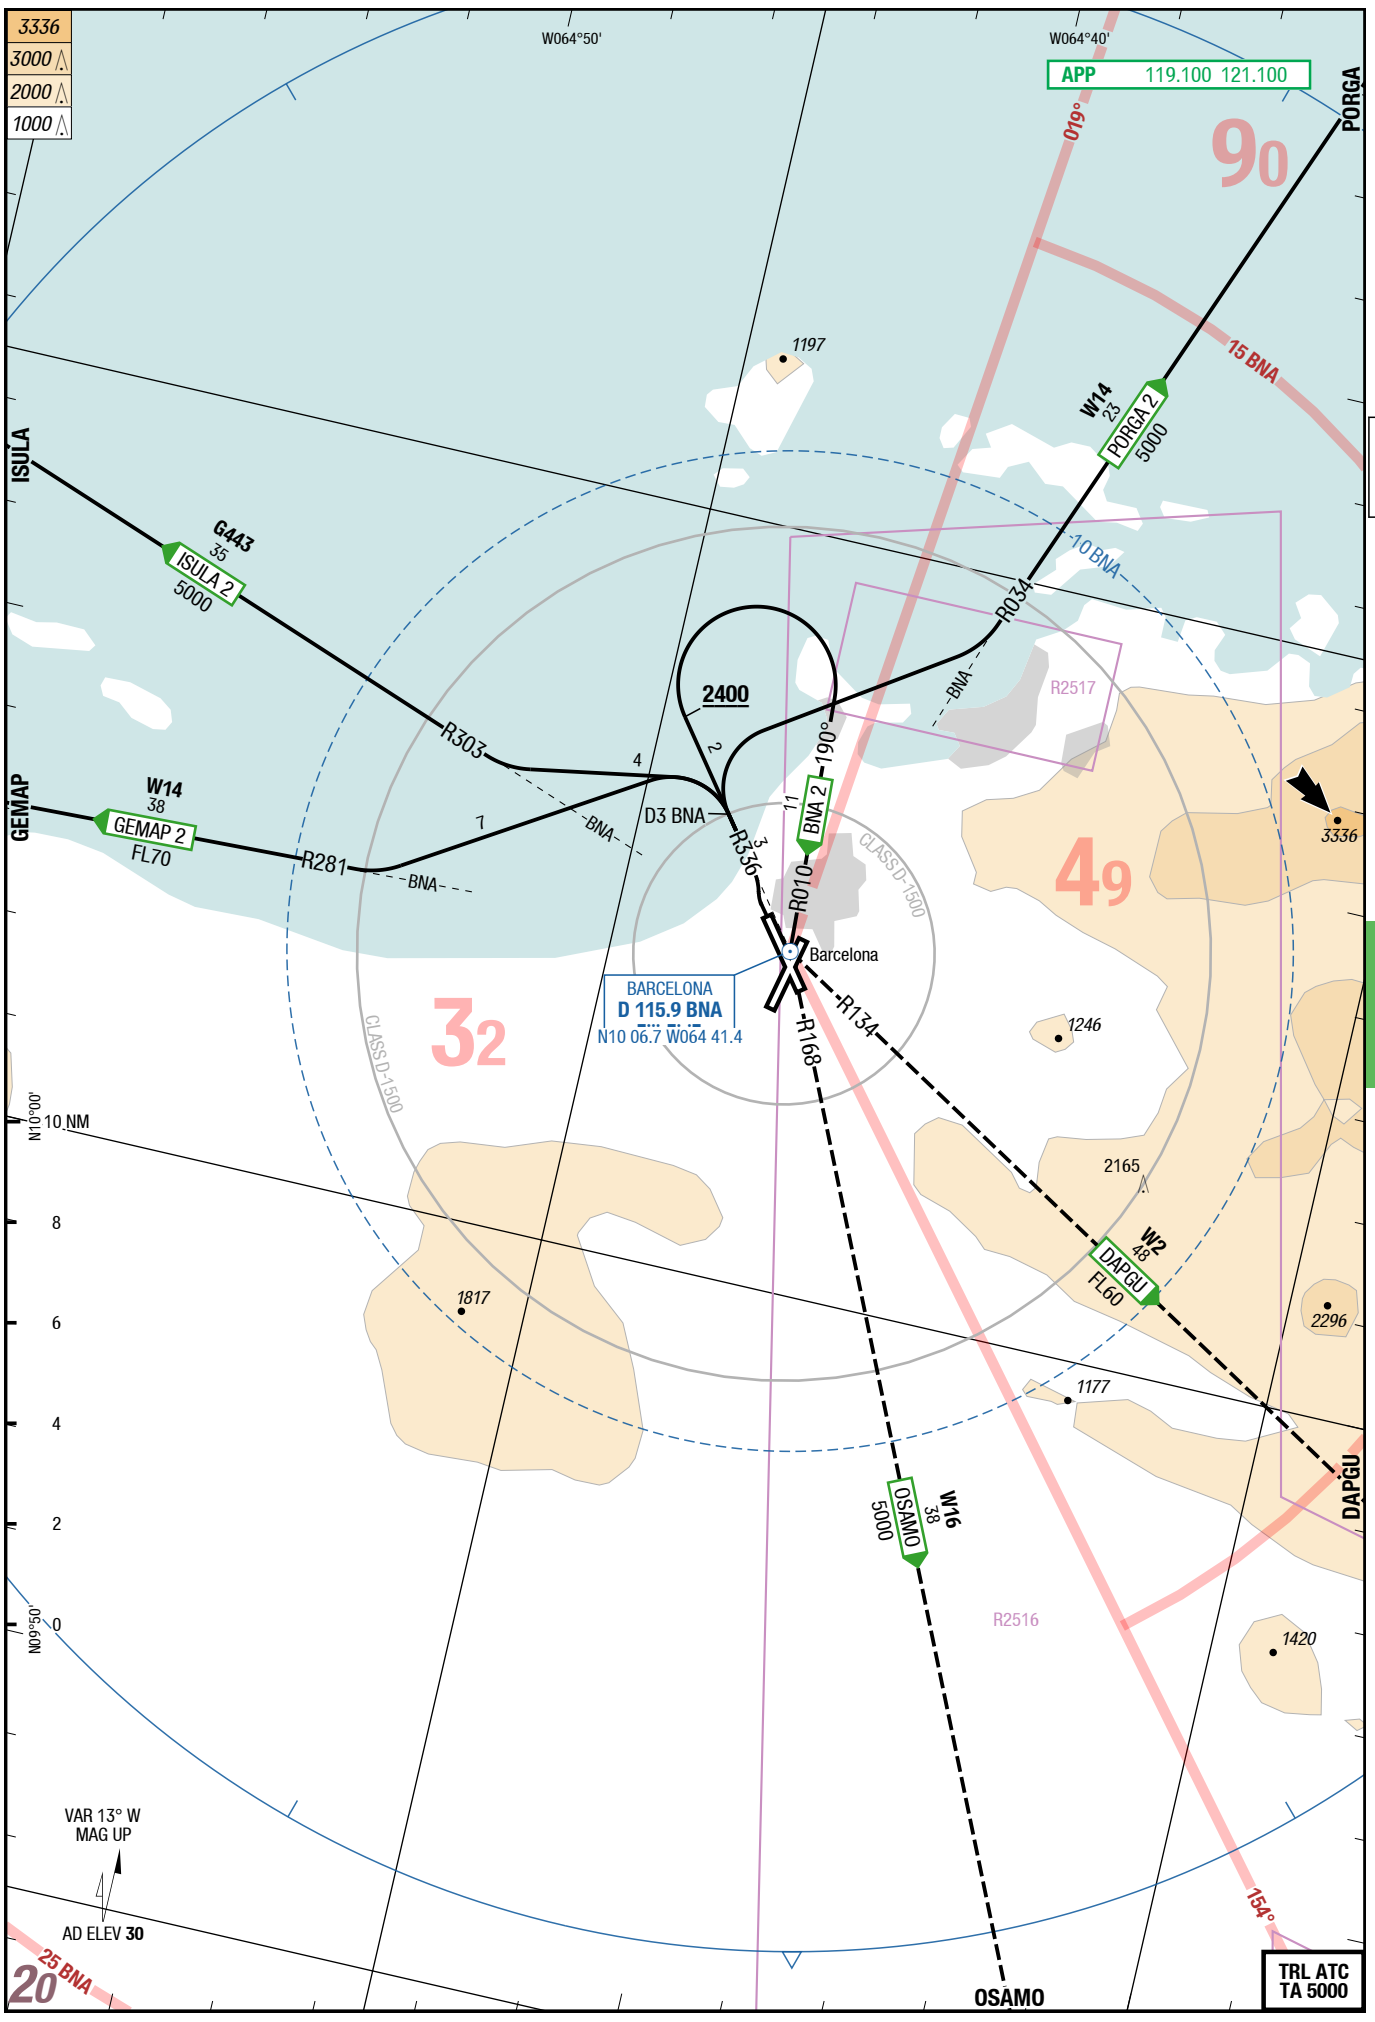 3336
3000
2000
1000
W064°50'
W064°40'
APP 119.100 121.100
PORGA
019°
90
15 BNA
1197
W14
23
PORGA 2
5000
ISULA
G443
35
ISULA 2
5000
10 BNA
R034
BNA
R2517
2400
2
190°
R303
4
BNA
GEMAP
W14
38
GEMAP 2
FL70
7
R281
BNA
D3 BNA
3
R336
11
BNA 2
R010
CLASS D-1500
3336
49
Barcelona
BARCELONA
D 115.9 BNA
N10 06.7 W064 41.4
32
CLASS D-1500
R134
R168
1246
N10°00'
10 NM
8
6
4
2
0
2165
1817
W2
48
DAPGU
FL60
2296
1177
DAPGU
W16
38
OSAMO
5000
R2516
N09°50'
1420
VAR 13° W
MAG UP
AD ELEV 30
25 BNA
20
154°
OSAMO
TRL ATC
TA 5000